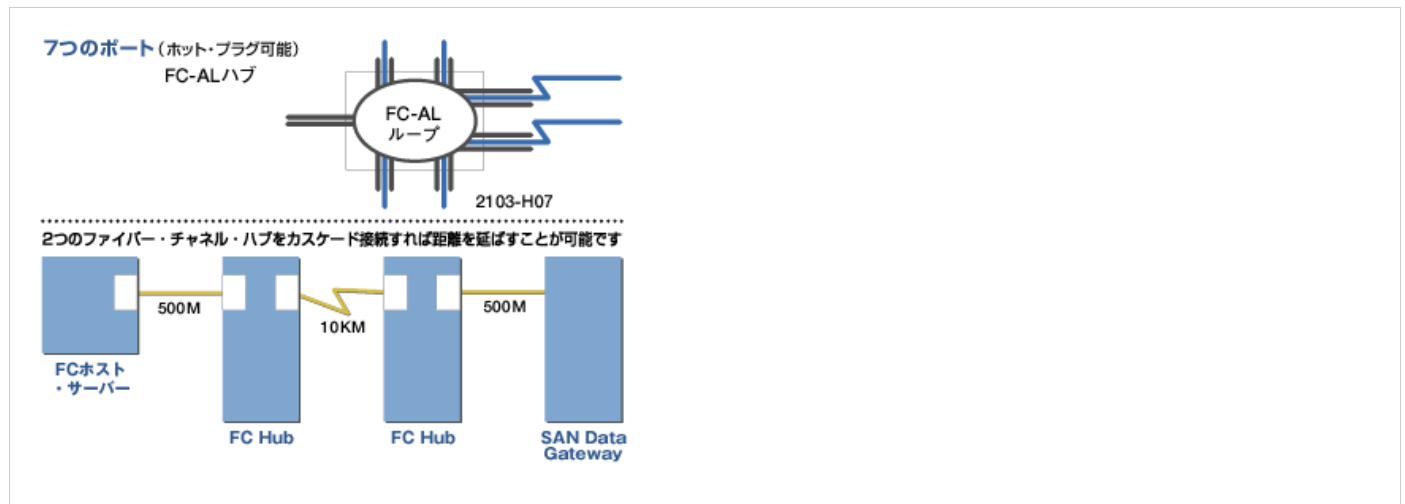 7つのポート（ホット・プラグ可能）
FC-ALハブ
FC-AL
ループ
2103-H07
2つのファイバー・チャネル・ハブをカスケード接続すれば距離を延ばすことが可能です
500M
10KM
500M
FCホスト
・サーバー
FC Hub
FC Hub
SAN Data
Gateway